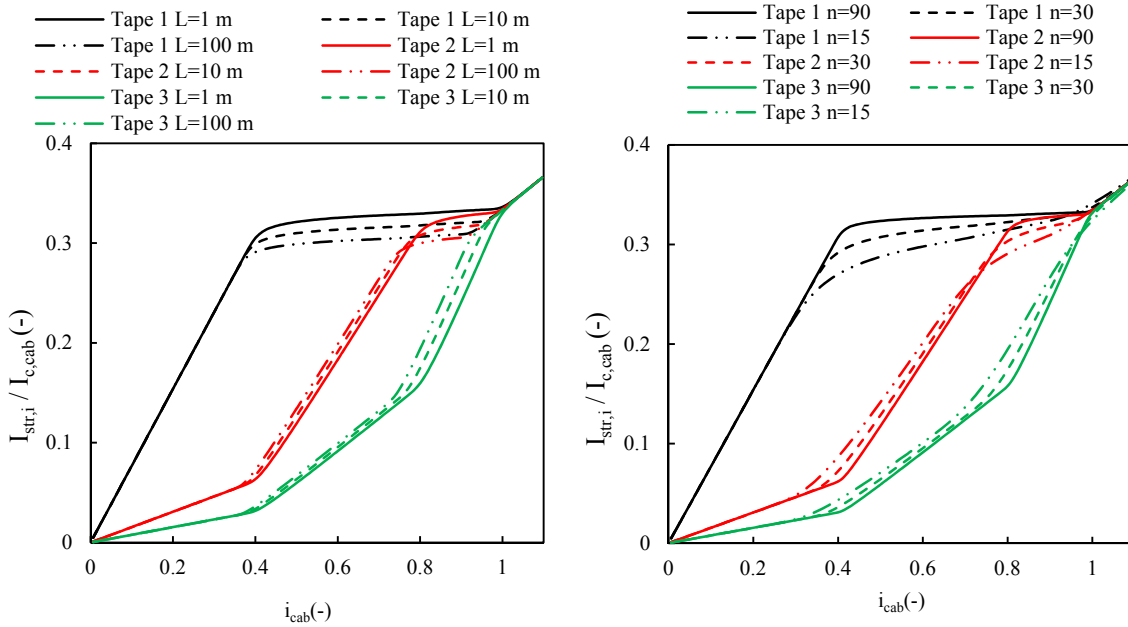 Tape 1 L=1 m Tape 1 L=10 m
Tape 1 L=100 m Tape 2 L=1 m
Tape 2 L=10 m Tape 2 L=100 m
Tape 3 L=1 m Tape 3 L=10 m
Tape 3 L=100 m
0.4
0.3
0.2
0.1
0
0 0.2 0.4 0.6 0.8 1
I_str,i / I_c,cab (-)
i_cab(-)
Tape 1 n=90 Tape 1 n=30
Tape 1 n=15 Tape 2 n=90
Tape 2 n=30 Tape 2 n=15
Tape 3 n=90 Tape 3 n=30
Tape 3 n=15
0.4
0.3
0.2
0.1
0
0 0.2 0.4 0.6 0.8 1
I_str,i / I_c,cab (-)
i_cab(-)